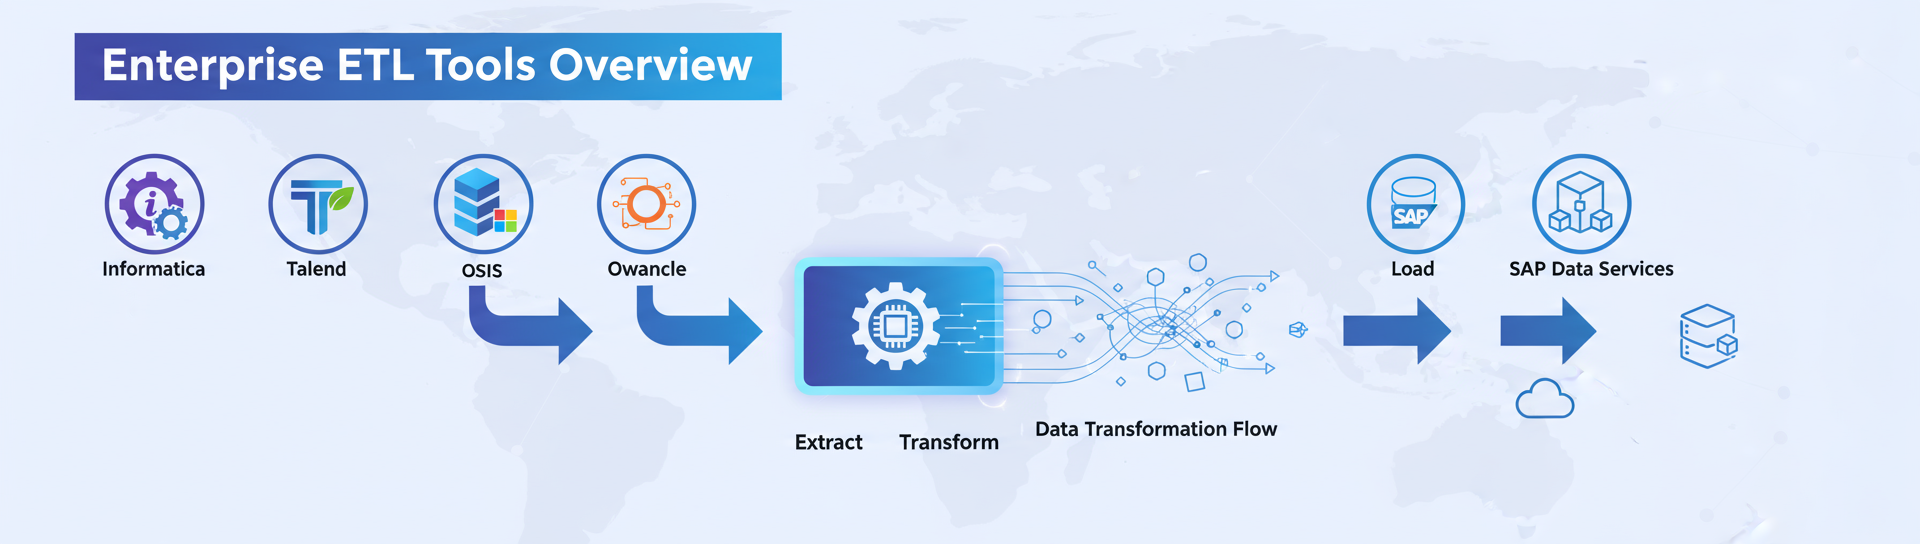 Enterprise ETL Tools Overview
Informatica
Talend
OSIS
Owancle
SAP
Load
SAP Data Services
Extract
Transform
Data Transformation Flow